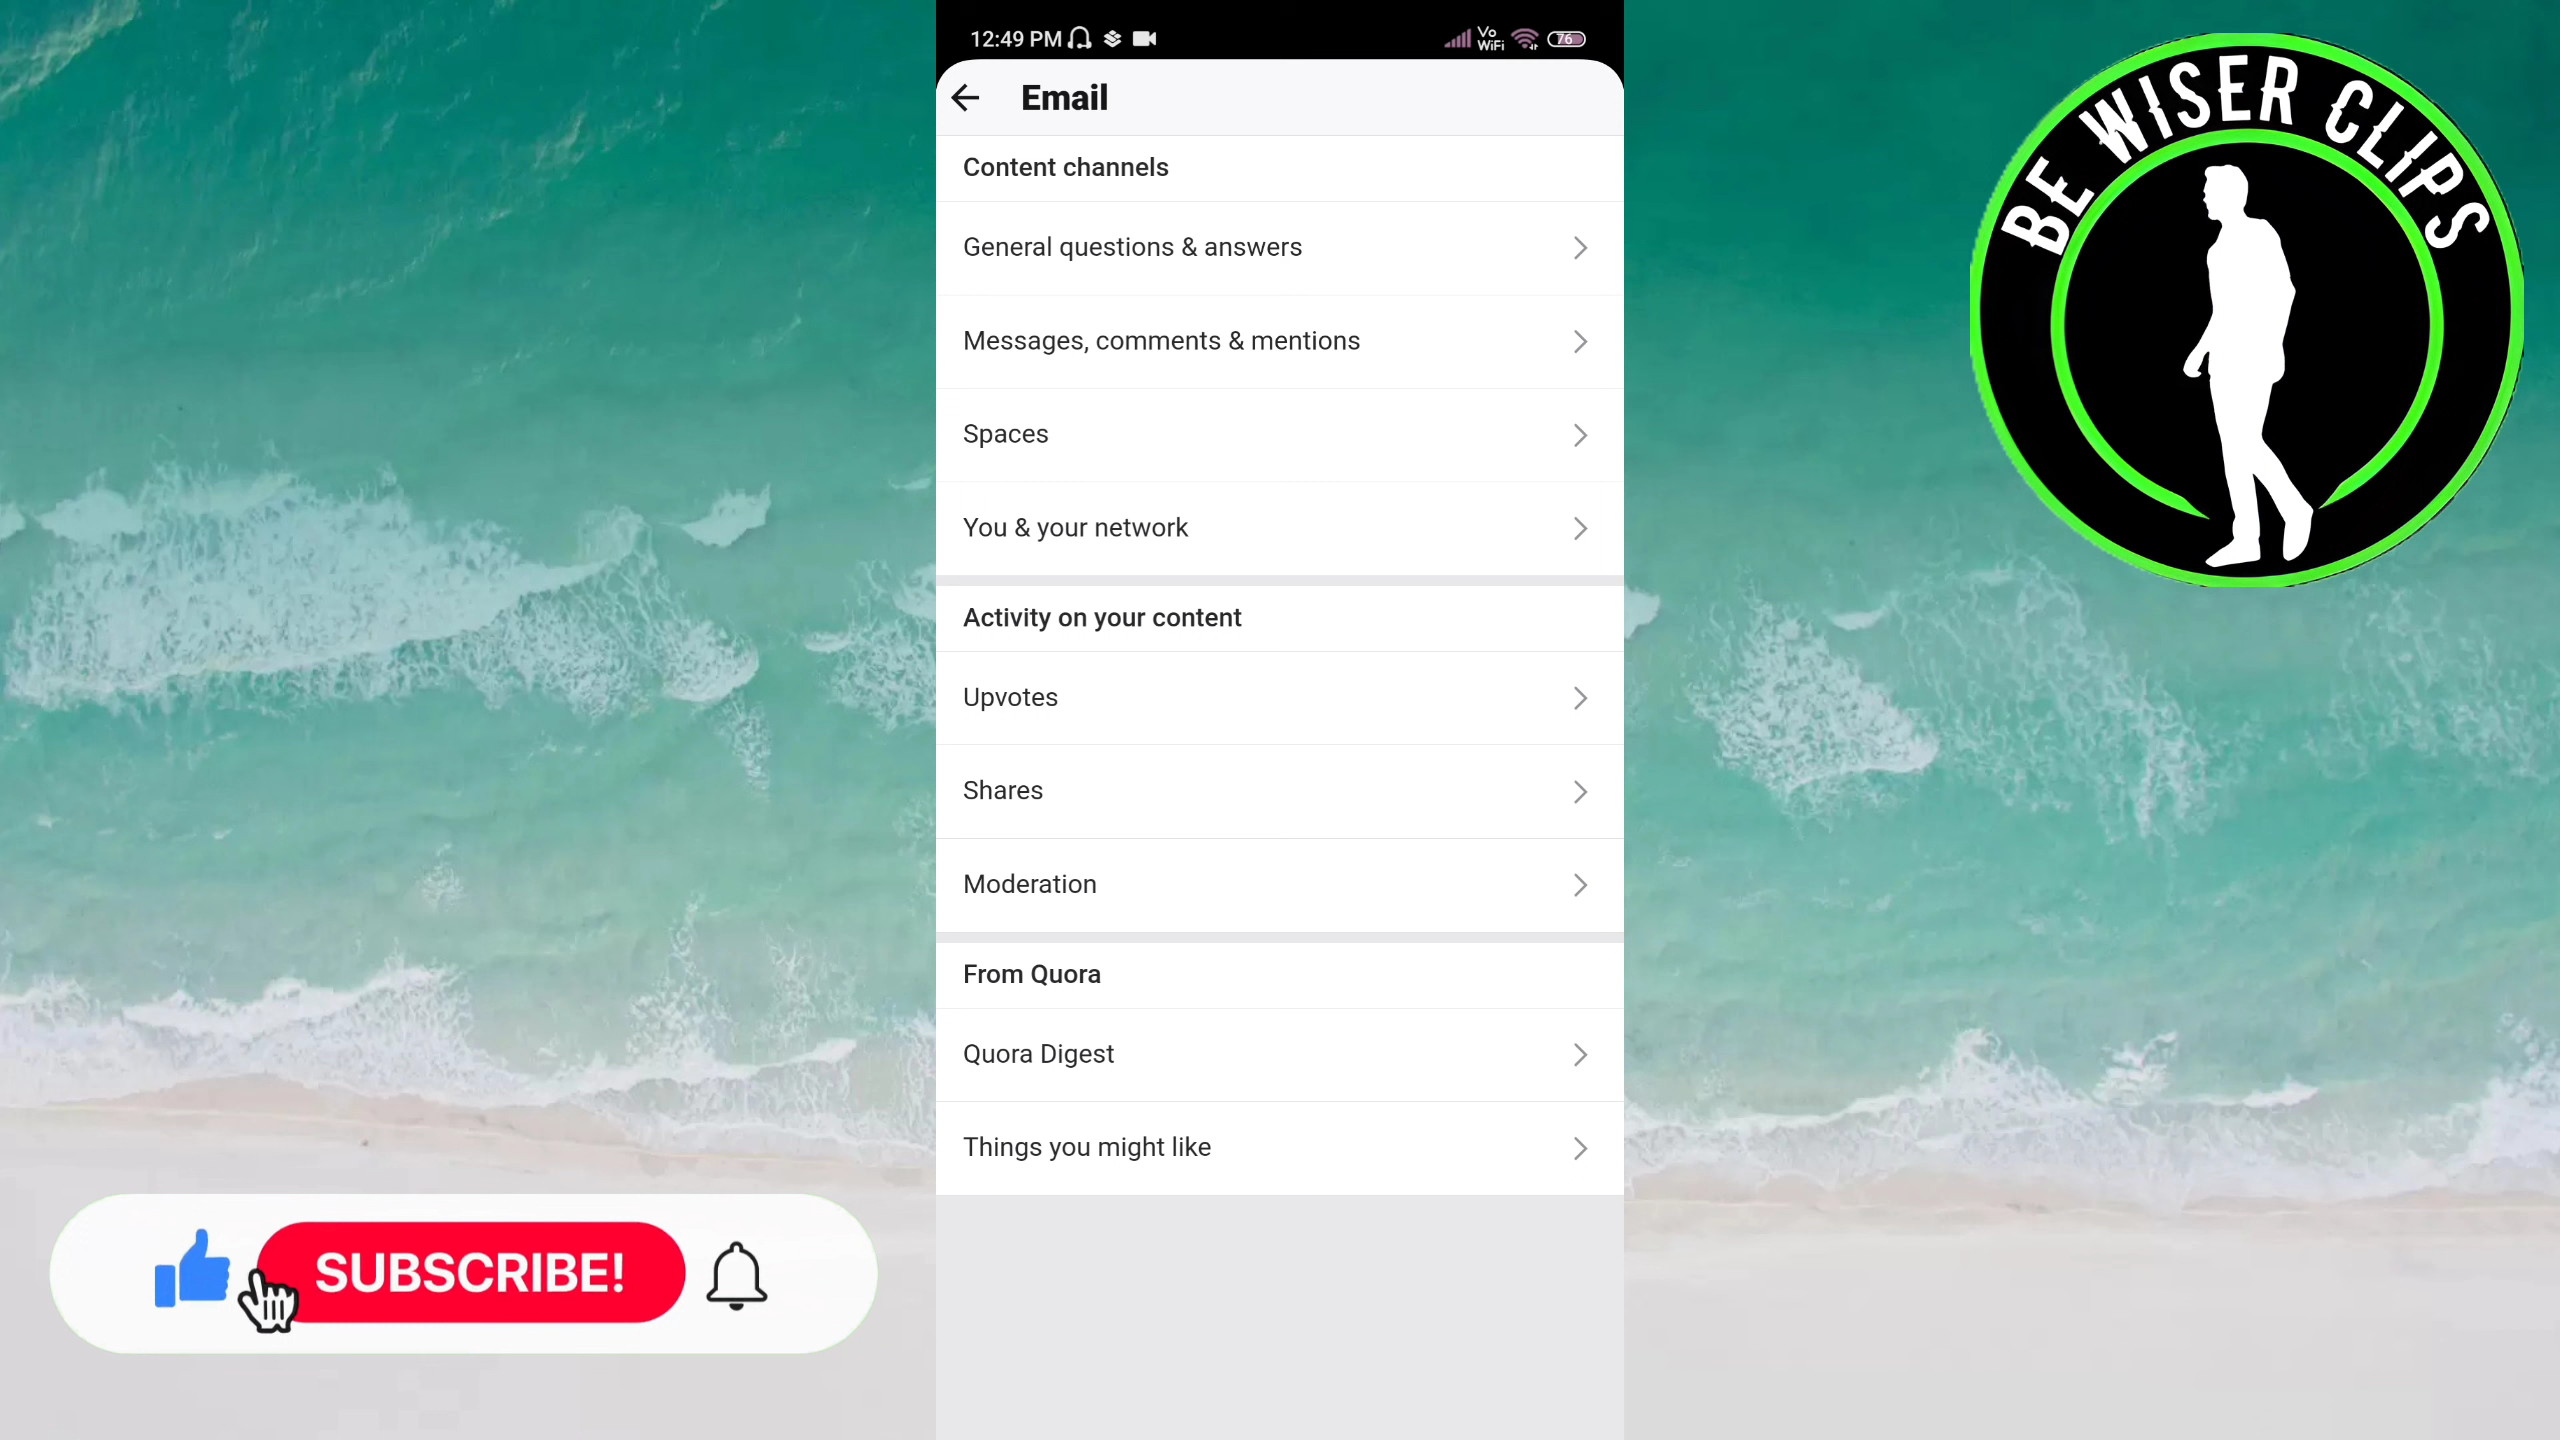 12:49 PM
Vo
WiFi
76
Email
Content channels
General questions & answers
Messages, comments & mentions
Spaces
You & your network
Activity on your content
Upvotes
Shares
Moderation
From Quora
Quora Digest
Things you might like
BE WISER CLIPS
SUBSCRIBE!